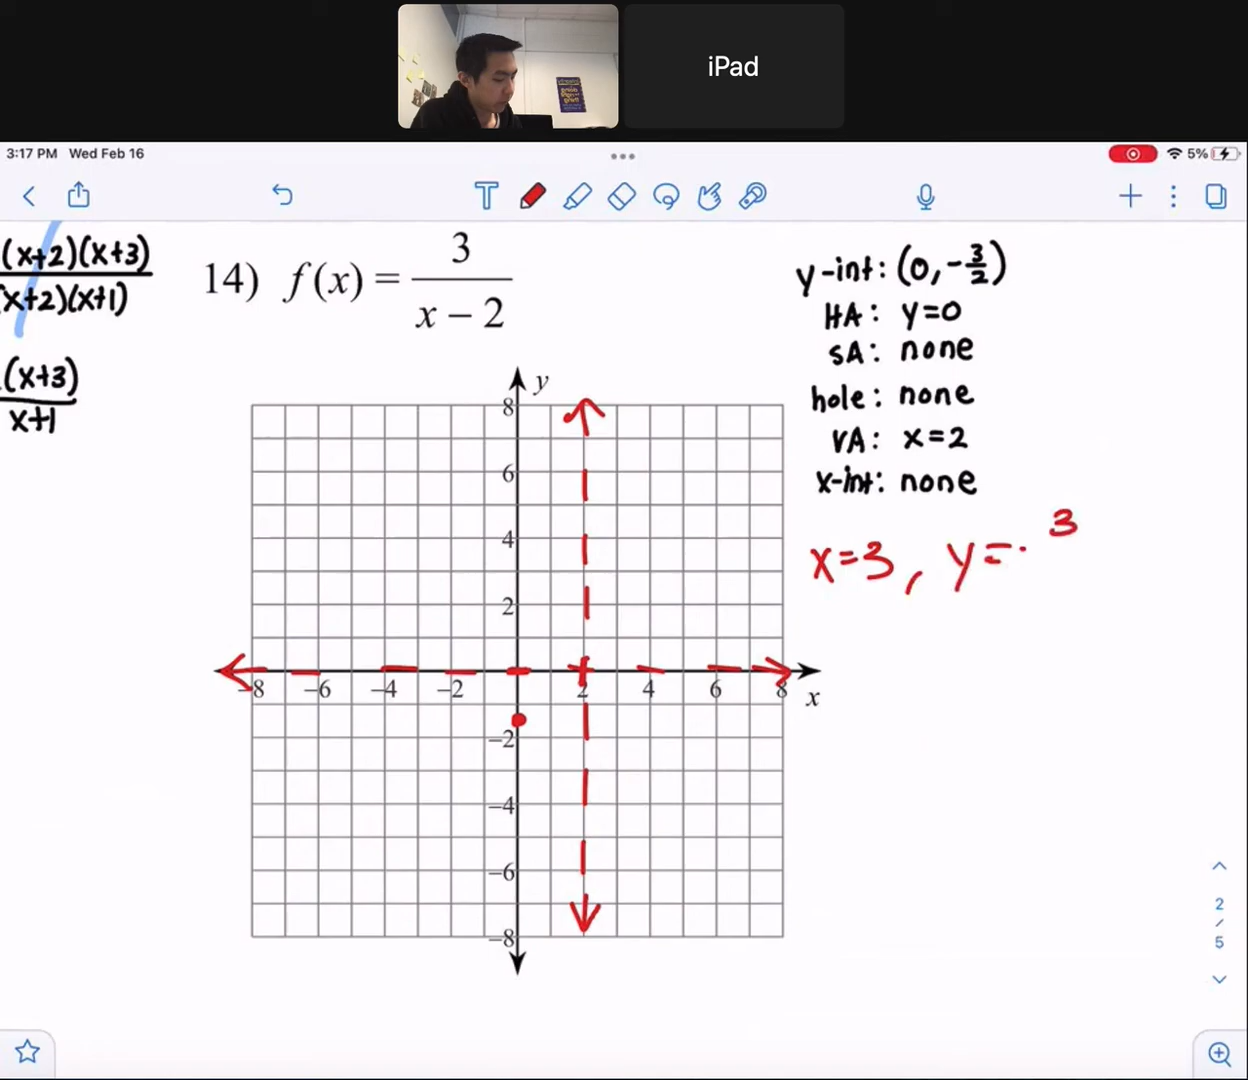 iPad
3:17 PM Wed Feb 16
5%
T
(x+2)(x+3)
(x+2)(x+1)
(x+3)
x+1
14) f(x) = 3
x − 2
y-int: (0, -3/2)
HA: y=0
SA: none
hole: none
VA: x=2
x-int: none
3
x=3, y=
y
8
6
4
2
-8 -6 -4 -2 2 4 6 8 x
-2
-4
-6
-8
2
/
5